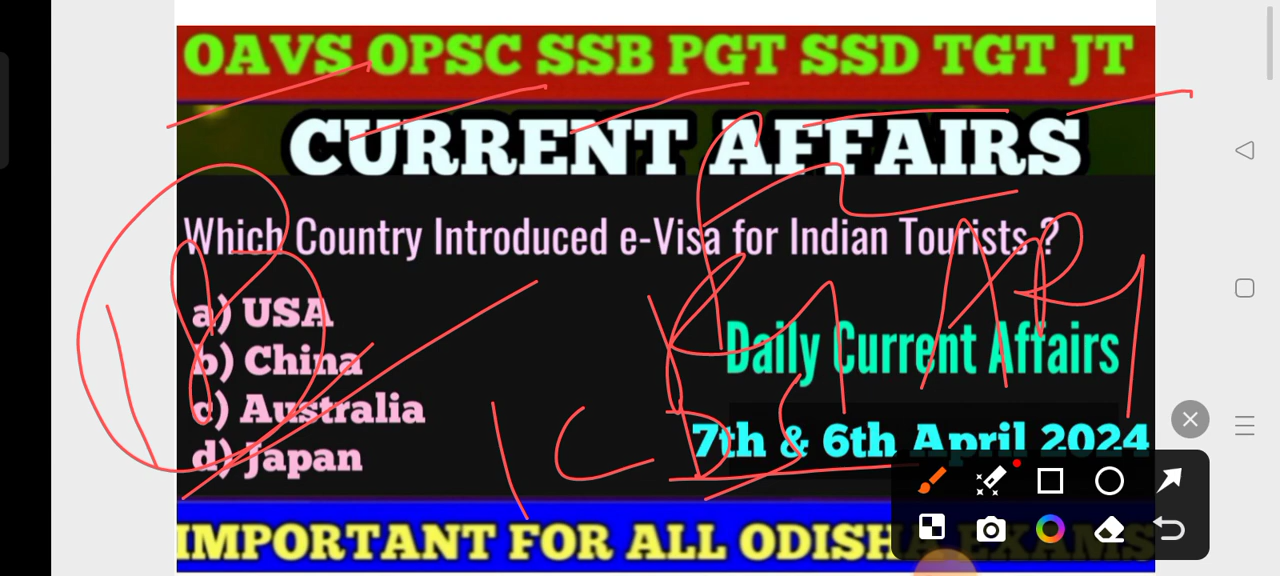 OAVS OPSC SSB PGT SSD TGT JT
CURRENT AFFAIRS
Which Country Introduced e-Visa for Indian Tourists ?
a) USA
b) China
c) Australia
d) Japan
Daily Current Affairs
7th & 6th April 2024
IMPORTANT FOR ALL ODISHA EXAMS